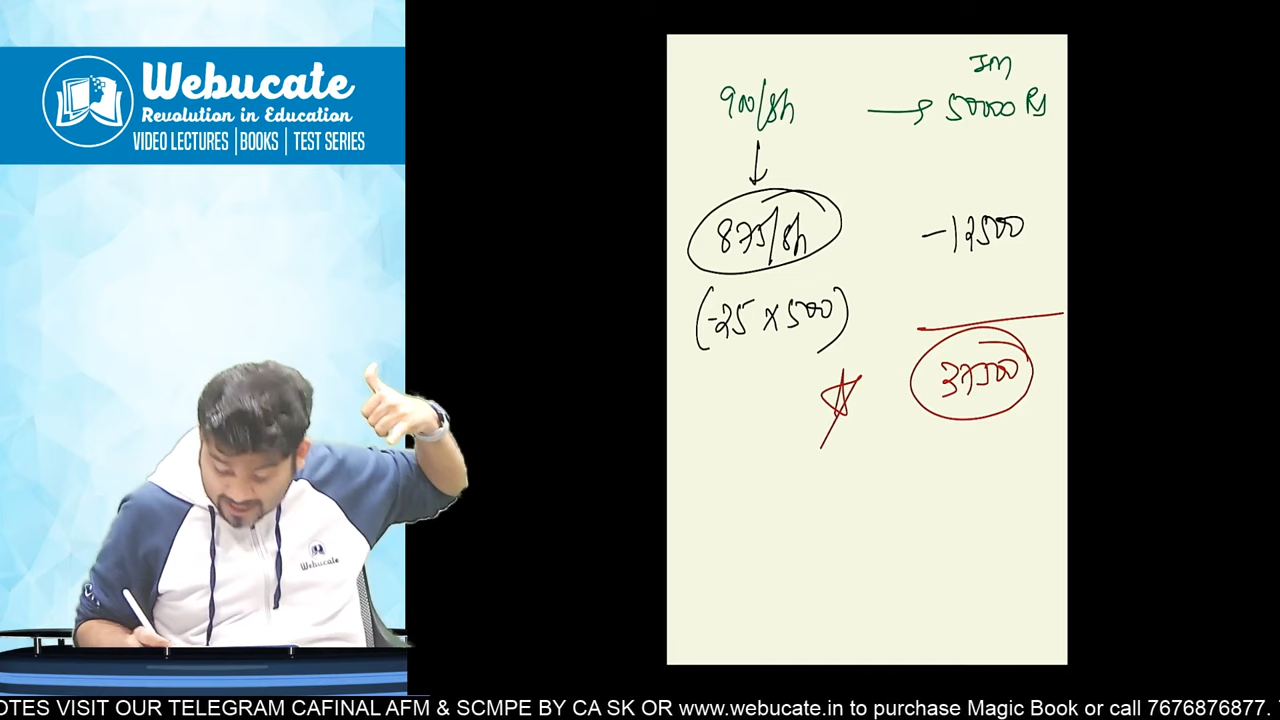 Webucate
Revolution in Education
VIDEO LECTURES | BOOKS | TEST SERIES
IM
900/sh → 50000 Rs
↓
875/sh -12500
(-25 x 500)
37500
Webucate
OTES VISIT OUR TELEGRAM CAFINAL AFM & SCMPE BY CA SK OR www.webucate.in to purchase Magic Book or call 7676876877.